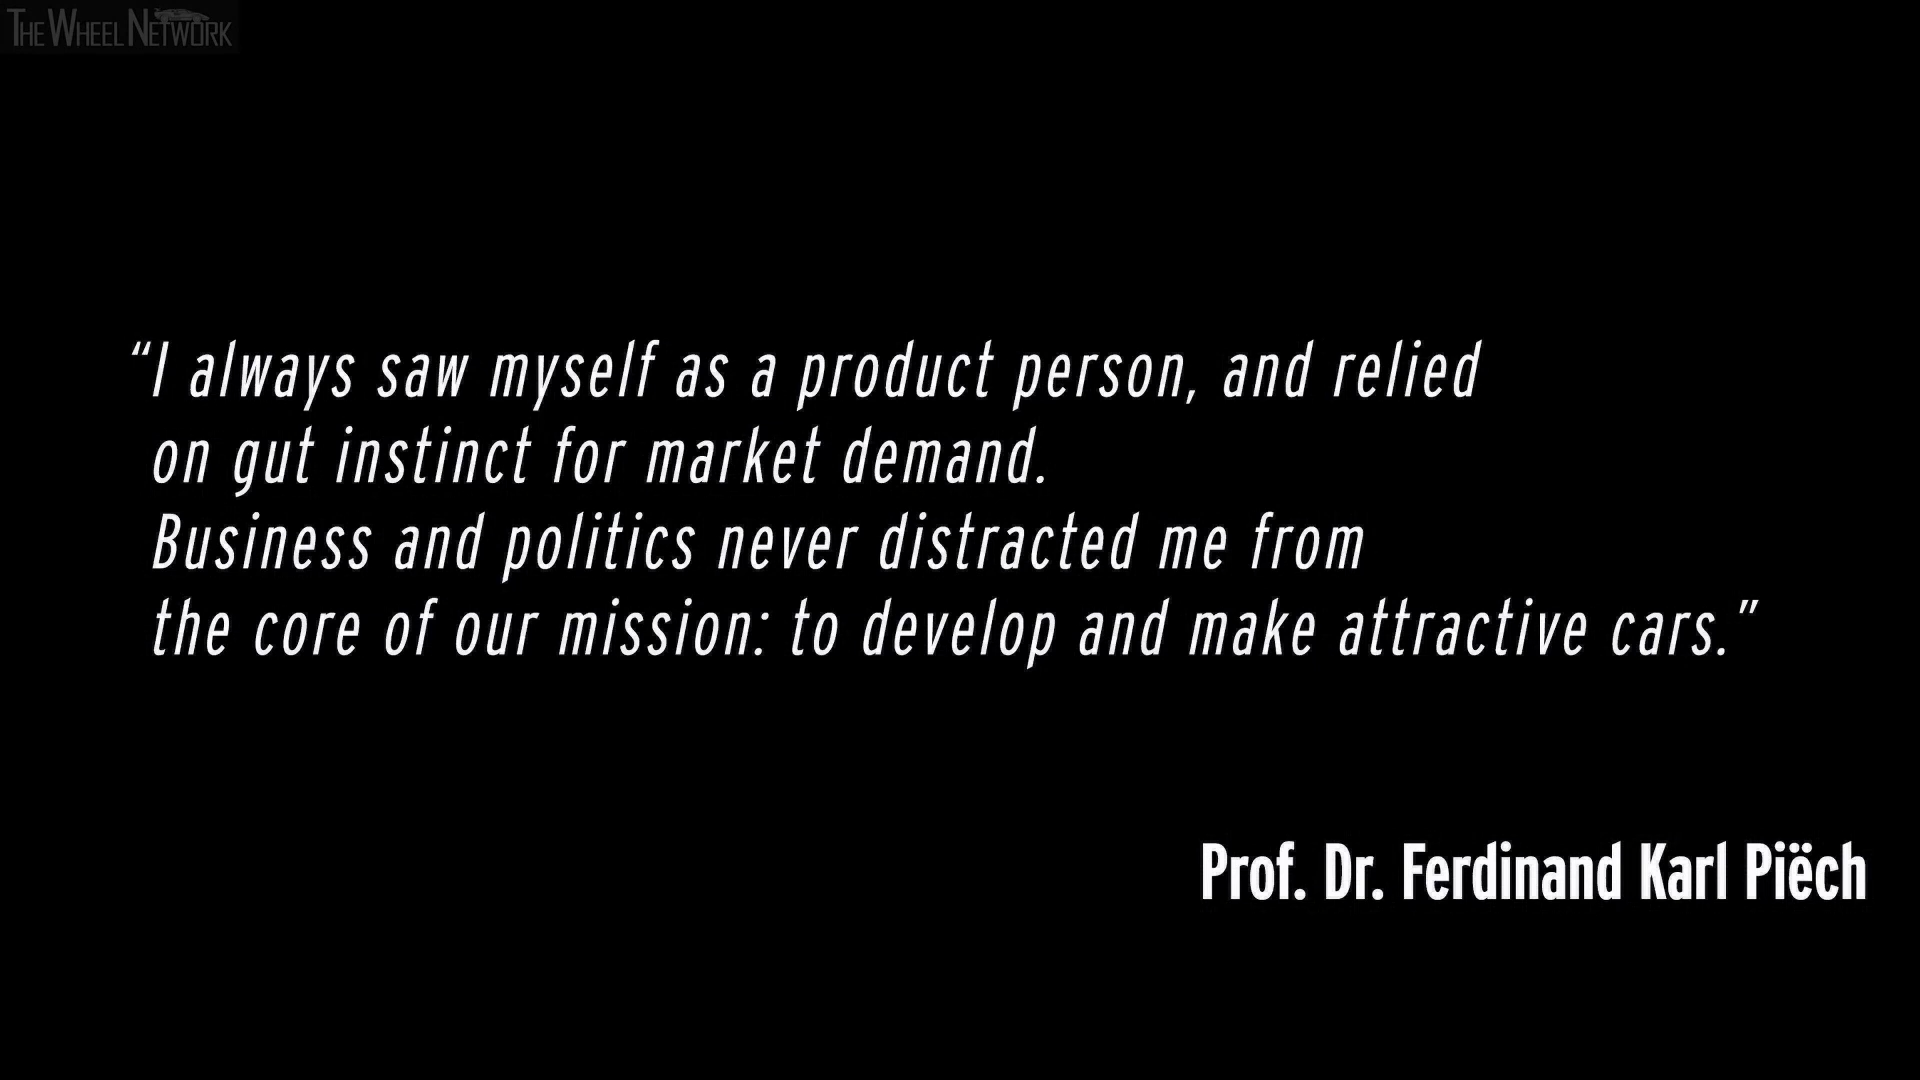 THE WHEEL NETWORK
“I always saw myself as a product person, and relied
on gut instinct for market demand.
Business and politics never distracted me from
the core of our mission: to develop and make attractive cars.”
Prof. Dr. Ferdinand Karl Piëch